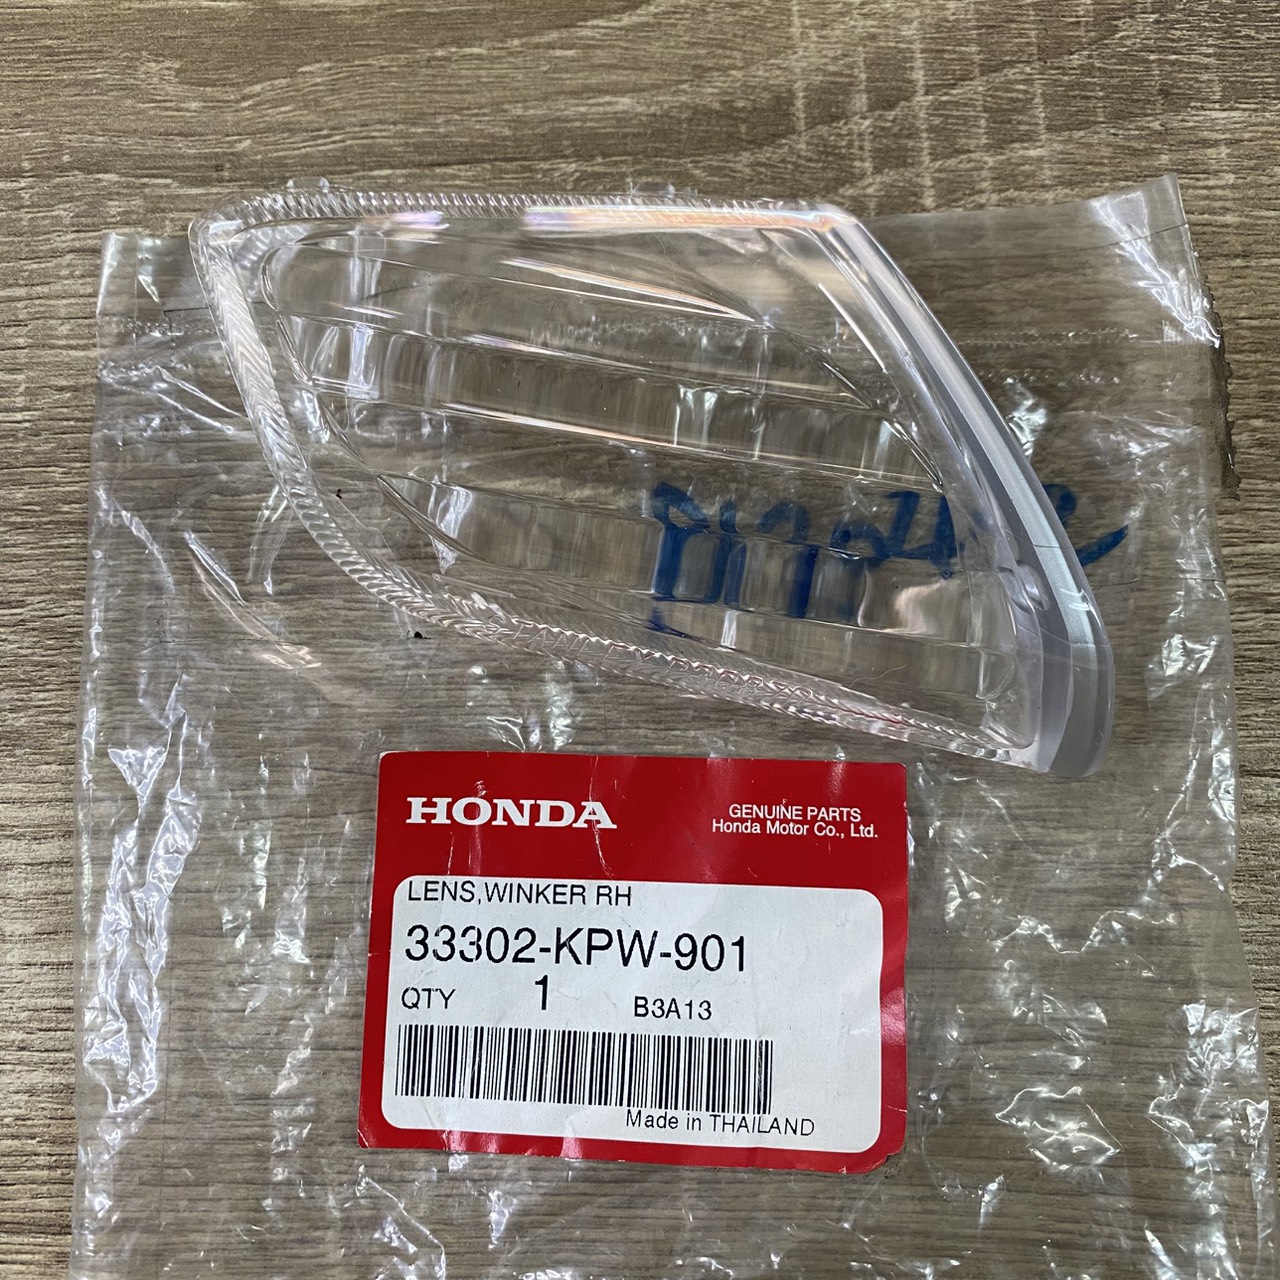 STANLEY
HONDA
GENUINE PARTS
Honda Motor Co., Ltd.
LENS,WINKER RH
33302-KPW-901
QTY 1 B3A13
Made in THAILAND